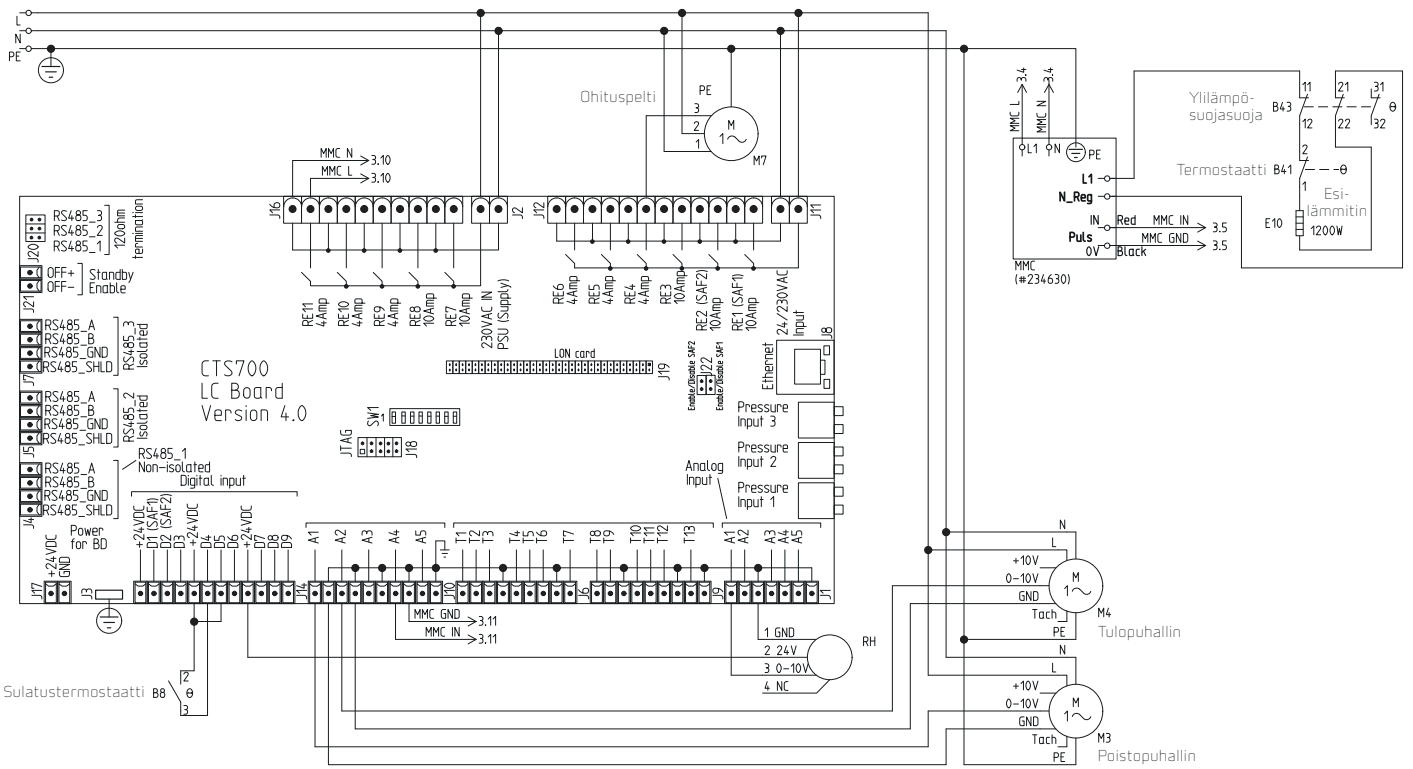 L
N
PE
Ohituspelti
PE
3
2
1
M
1~
M7
MMC N
3.10
MMC L
3.10
J16
J2
J12
J11
RS485_3
RS485_2
RS485_1
120ohm
termination
J20
OFF+
OFF-
Standby
Enable
J21
RS485_A
RS485_B
RS485_GND
RS485_SHLD
RS485_3
Isolated
J7
RS485_A
RS485_B
RS485_GND
RS485_SHLD
RS485_2
Isolated
J5
RS485_1
Non-isolated
RS485_A
RS485_B
RS485_GND
RS485_SHLD
J4
RE11
4Amp
RE10
4Amp
RE9
4Amp
RE8
10Amp
RE7
10Amp
230VAC IN
PSU (Supply)
RE6
4Amp
RE5
4Amp
RE4
4Amp
RE3
10Amp
RE2 (SAF2)
10Amp
RE1 (SAF1)
10Amp
24/230VAC
Input
J8
Ethernet
LON card
J19
Enable/Disable SAF2
J22
Enable/Disable SAF1
CTS700
LC Board
Version 4.0
SW1
1
JTAG
J18
Pressure
Input 3
Pressure
Input 2
Pressure
Input 1
Analog
Input
Digital input
Power
for BD
+24VDC
GND
J17
J3
+24VDC
D1 (SAF1)
D2 (SAF2)
D3
+24VDC
D4
D5
D6
+24VDC
D7
D8
D9
J14
A1
A2
A3
A4
A5
J10
T1
T2
T3
T4
T5
T6
T7
J6
T8
T9
T10
T11
T12
T13
J9
A1
A2
A3
A4
A5
J1
MMC GND
3.11
MMC IN
3.11
1 GND
2 24V
3 0-10V
4 NC
RH
Sulatustermostaatti
B8
2
θ
3
MMC L
3.4
MMC N
3.4
L1
N
PE
L1
N_Reg
IN
Puls
0V
Red
MMC IN
3.5
Black
MMC GND
3.5
MMC
(#234630)
Ylilämpö-
suojasuoja
B43
11
12
21
22
31
32
θ
Termostaatti
B41
2
1
θ
Esi-
lämmitin
E10
1200W
N
L
+10V
0-10V
GND
Tach
PE
M
1~
M4
Tulopuhallin
N
L
+10V
0-10V
GND
Tach
PE
M
1~
M3
Poistopuhallin